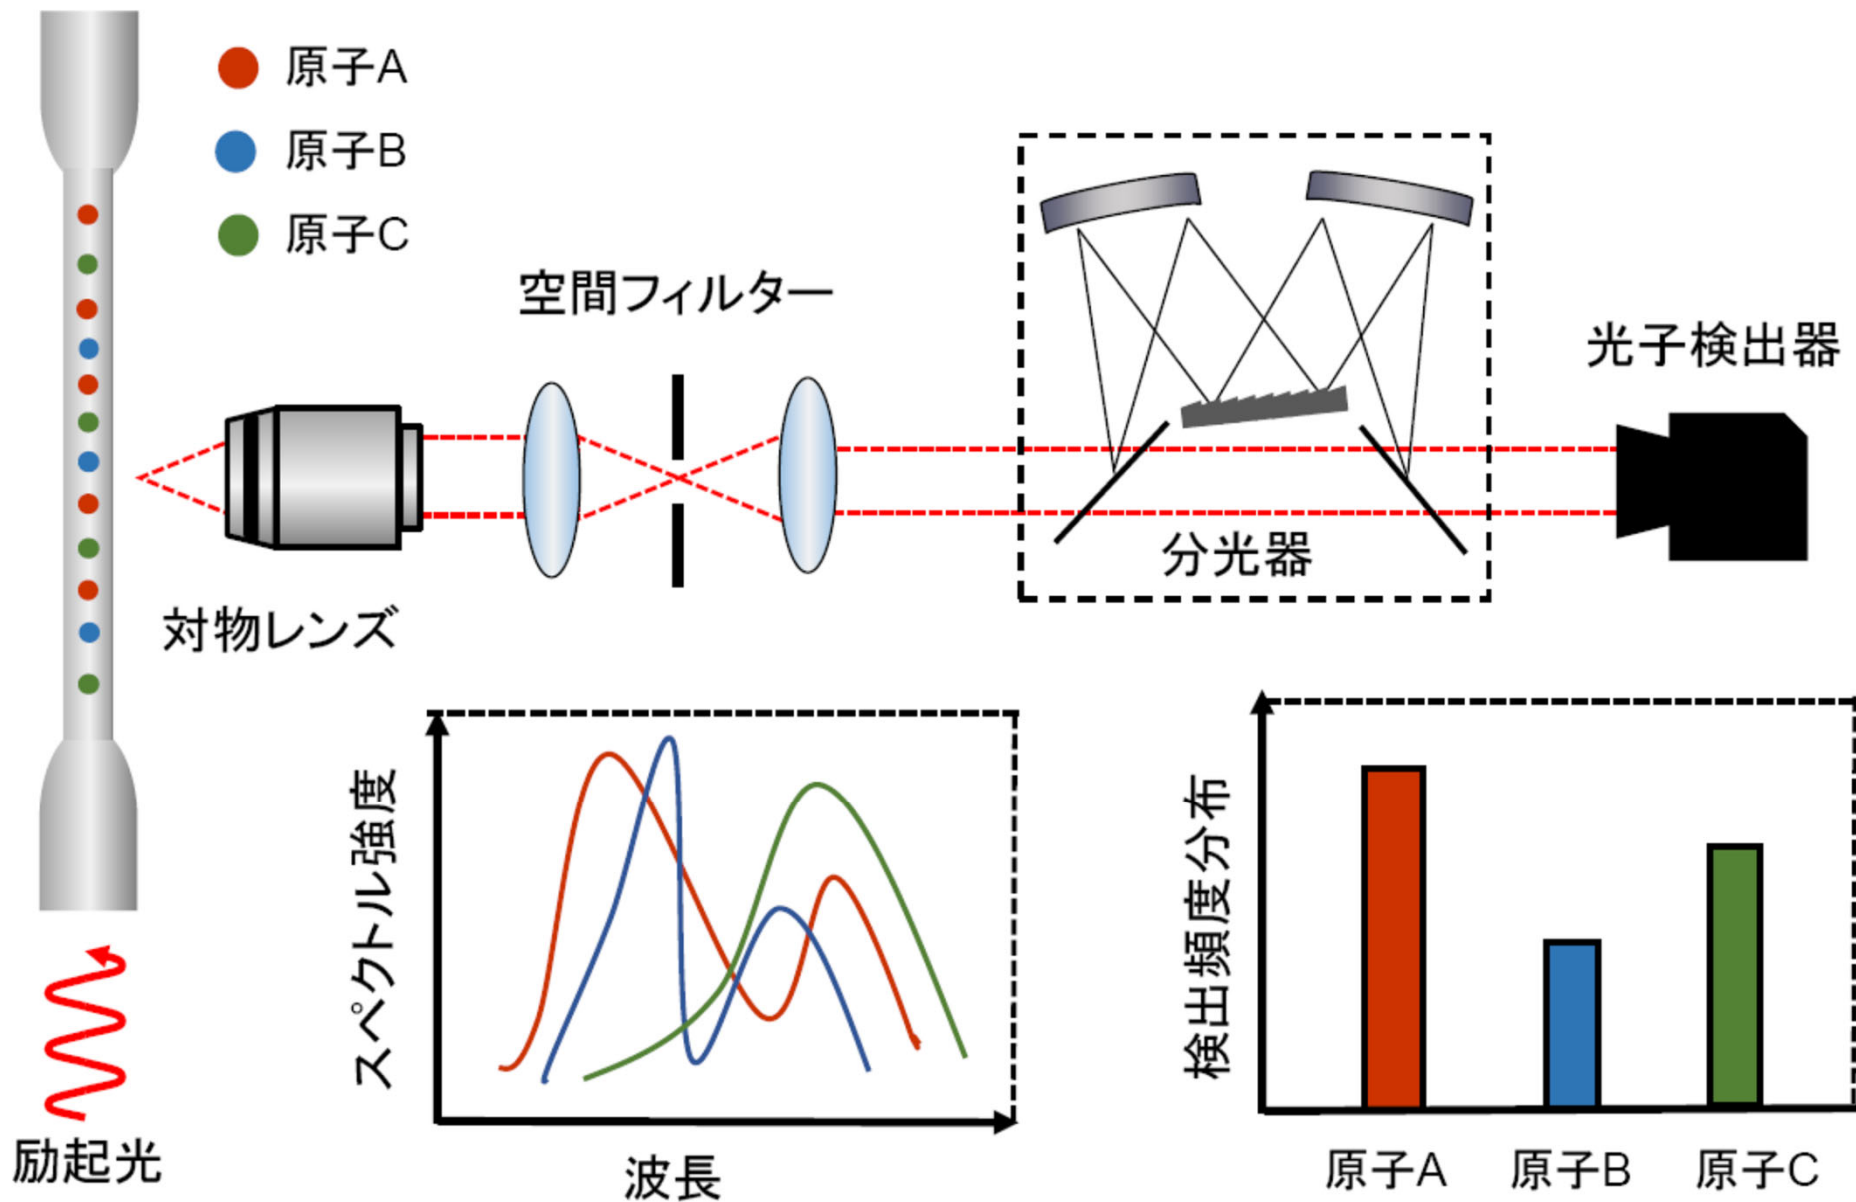 原子A
原子B
原子C
空間フィルター
光子検出器
対物レンズ
分光器
スペクトル強度
波長
検出頻度分布
原子A
原子B
原子C
励起光